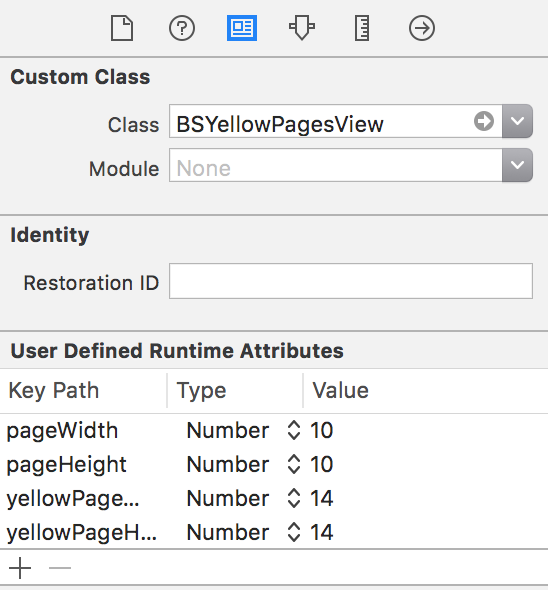 Custom Class
Class BSYellowPagesView
Module None
Identity
Restoration ID
User Defined Runtime Attributes
Key Path Type Value
pageWidth Number 10
pageHeight Number 10
yellowPage... Number 14
yellowPageH... Number 14